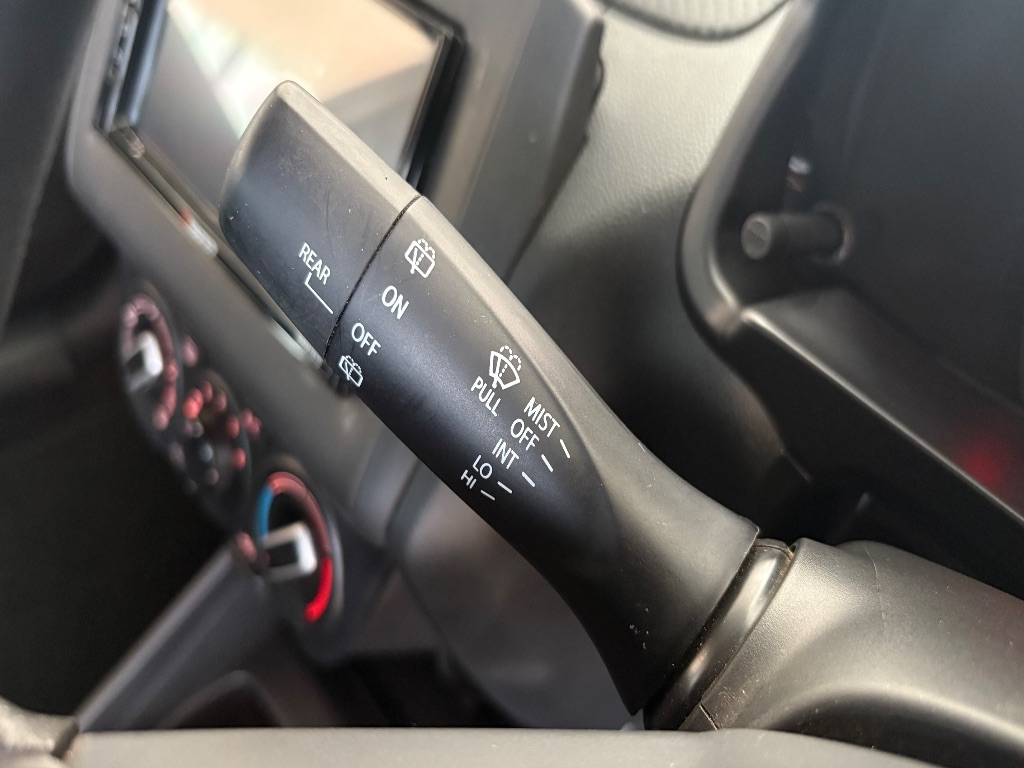 REAR
ON
OFF
PULL
MIST
OFF
INT
LO
HI